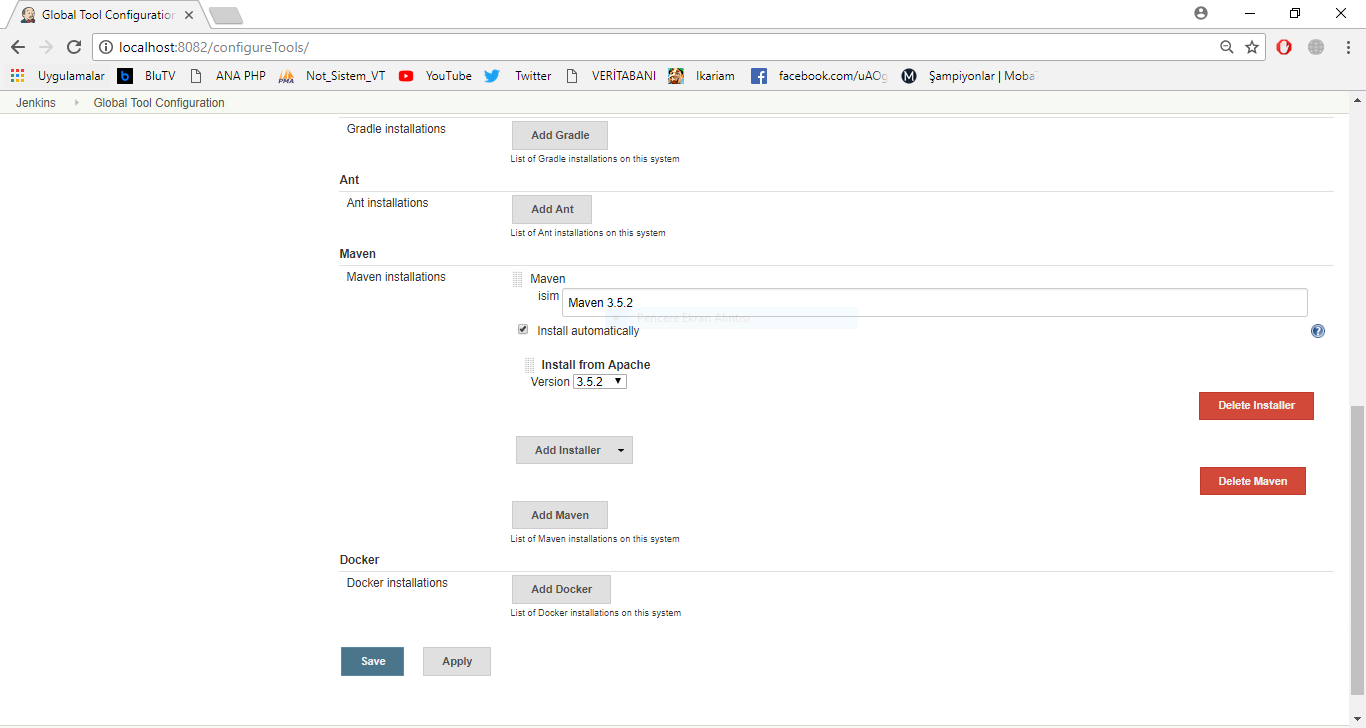 Global Tool Configuration
localhost:8082/configureTools/
Uygulamalar BluTV ANA PHP Not_Sistem_VT YouTube Twitter VERİTABANI Ikariam facebook.com/uAOg Şampiyonlar | Moba
Jenkins Global Tool Configuration
Gradle installations Add Gradle
List of Gradle installations on this system
Ant
Ant installations Add Ant
List of Ant installations on this system
Maven
Maven installations Maven
isim Maven 3.5.2
Pencere Ekran Alıntısı
Install automatically
Install from Apache
Version 3.5.2
Delete Installer
Add Installer
Delete Maven
Add Maven
List of Maven installations on this system
Docker
Docker installations Add Docker
List of Docker installations on this system
Save Apply